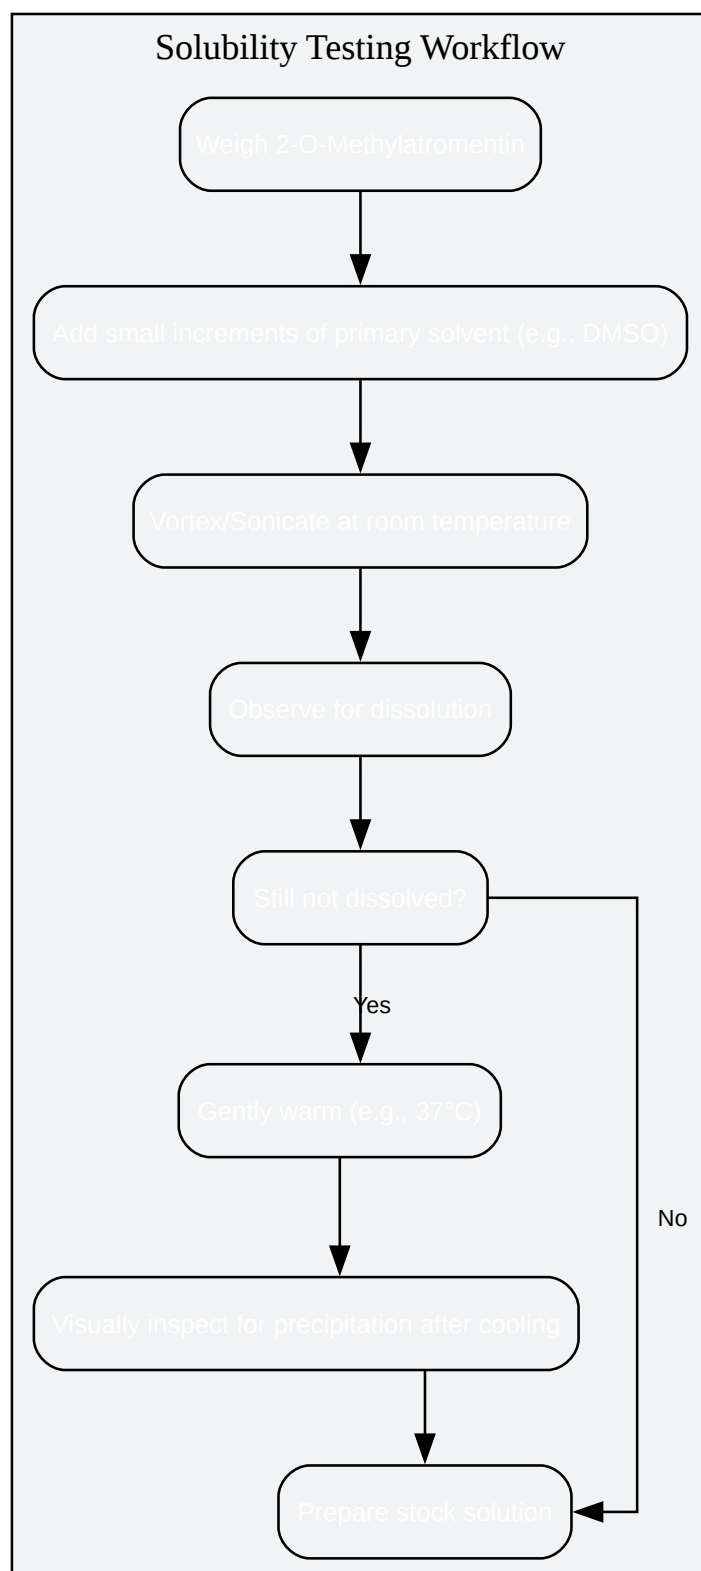 Solubility Testing Workflow
Weigh 2-O-Methylatromentin
Add small increments of primary solvent (e.g., DMSO)
Vortex/Sonicate at room temperature
Observe for dissolution
Still not dissolved?
Yes
Gently warm (e.g., 37°C)
No
Visually inspect for precipitation after cooling
Prepare stock solution